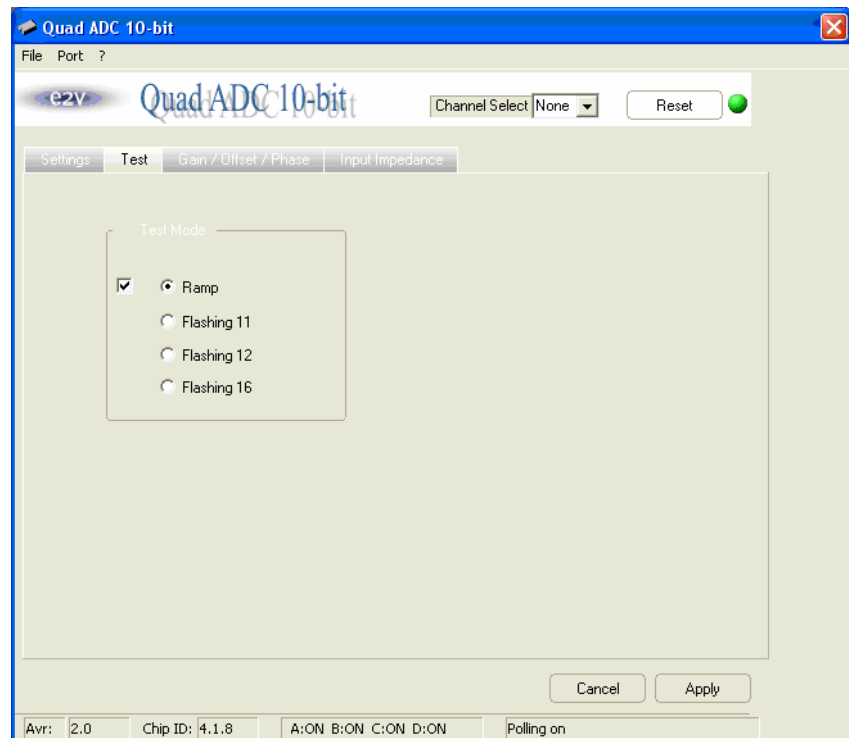 Quad ADC 10-bit
File Port ?
e2v Quad ADC 10-bit Channel Select None Reset
Settings Test Gain / Offset / Phase Input Impedance
Test Mode
Ramp
Flashing 11
Flashing 12
Flashing 16
Cancel Apply
Avr: 2.0 Chip ID: 4.1.8 A:ON B:ON C:ON D:ON Polling on